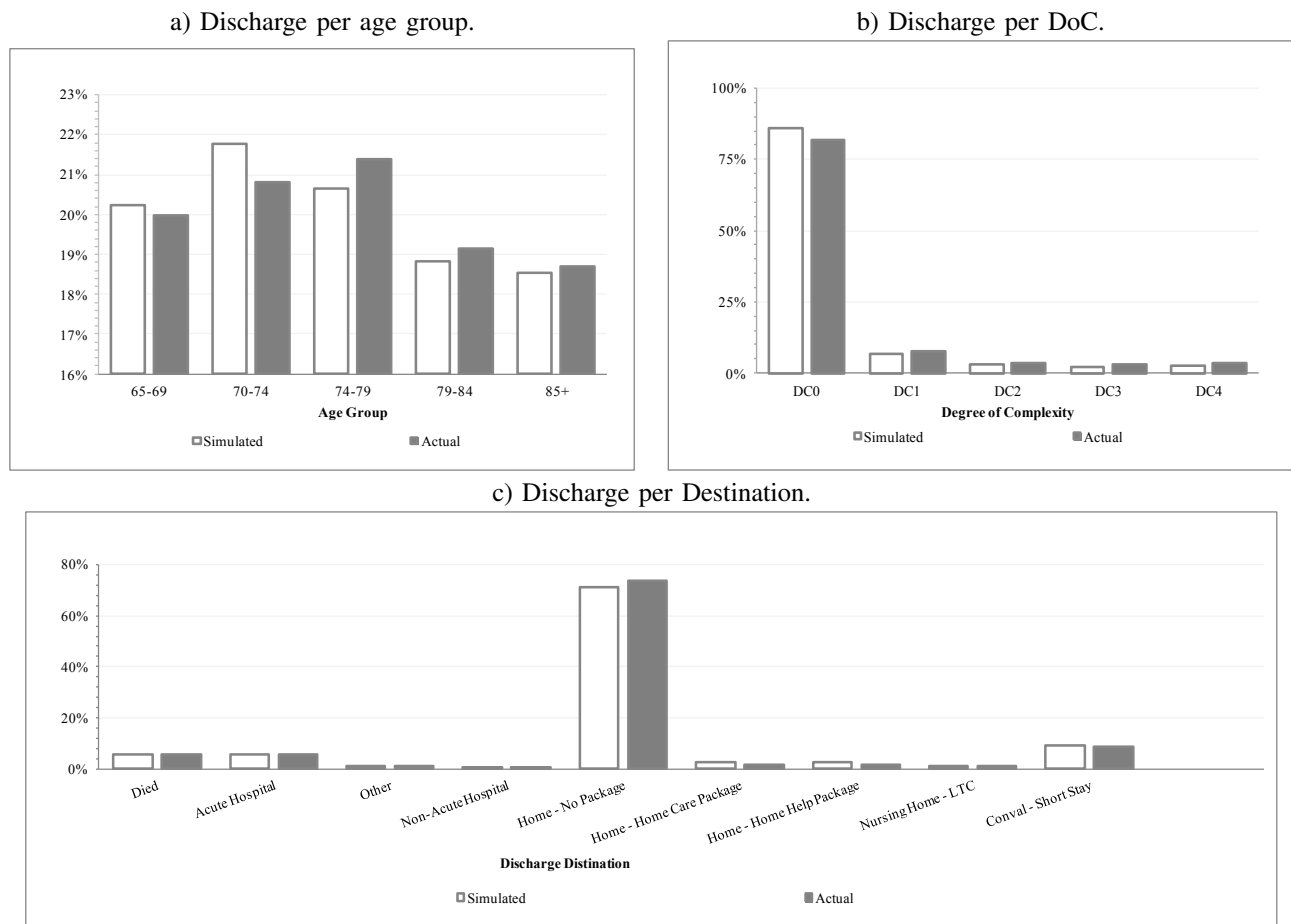 a) Discharge per age group.
23%
22%
21%
20%
19%
18%
17%
16%
65-69 70-74 74-79 79-84 85+
Age Group
Simulated Actual
b) Discharge per DoC.
100%
75%
50%
25%
0%
DC0 DC1 DC2 DC3 DC4
Degree of Complexity
Simulated Actual
c) Discharge per Destination.
80%
60%
40%
20%
0%
Died
Acute Hospital
Other
Non-Acute Hospital
Home - No Package
Home - Home Care Package
Home - Home Help Package
Nursing Home - LTC
Conval - Short Stay
Discharge Distination
Simulated Actual